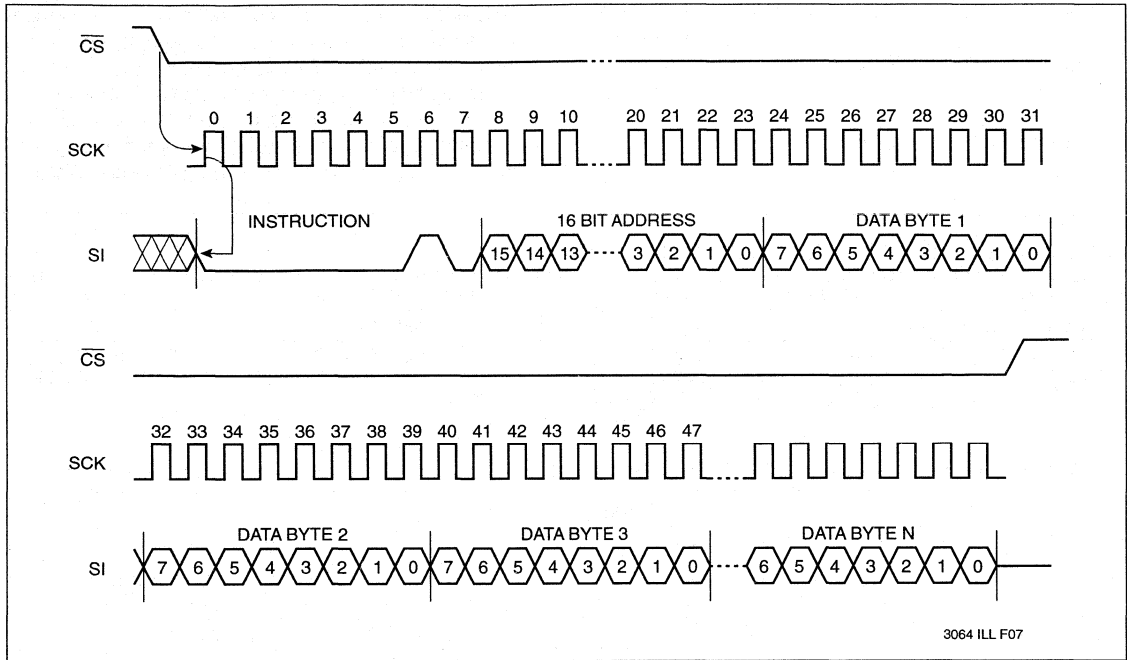 CS
0 1 2 3 4 5 6 7 8 9 10 20 21 22 23 24 25 26 27 28 29 30 31
SCK
INSTRUCTION 16 BIT ADDRESS DATA BYTE 1
SI 15 14 13 3 2 1 0 7 6 5 4 3 2 1 0
CS
32 33 34 35 36 37 38 39 40 41 42 43 44 45 46 47
SCK
DATA BYTE 2 DATA BYTE 3 DATA BYTE N
SI 7 6 5 4 3 2 1 0 7 6 5 4 3 2 1 0 6 5 4 3 2 1 0
3064 ILL F07